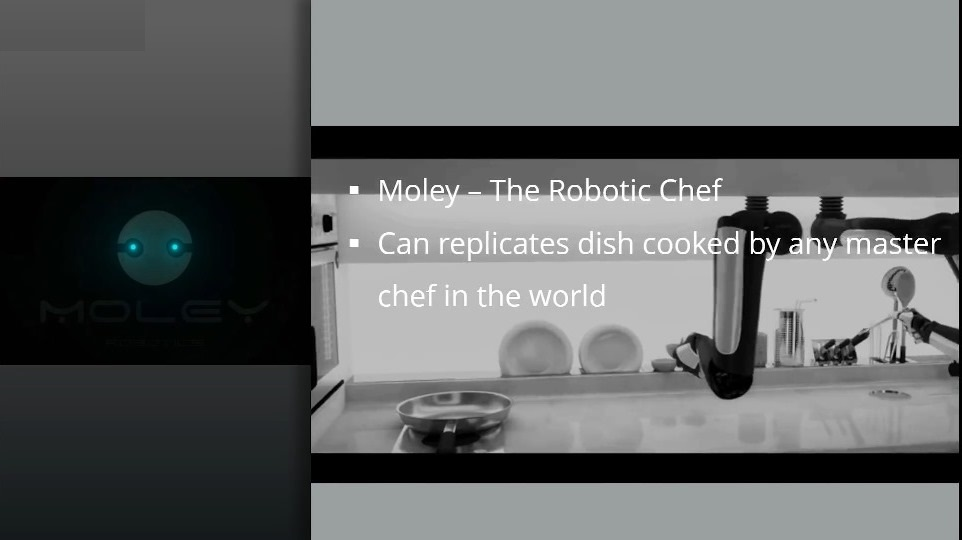 Moley – The Robotic Chef
Can replicates dish cooked by any master
chef in the world
MOLEY